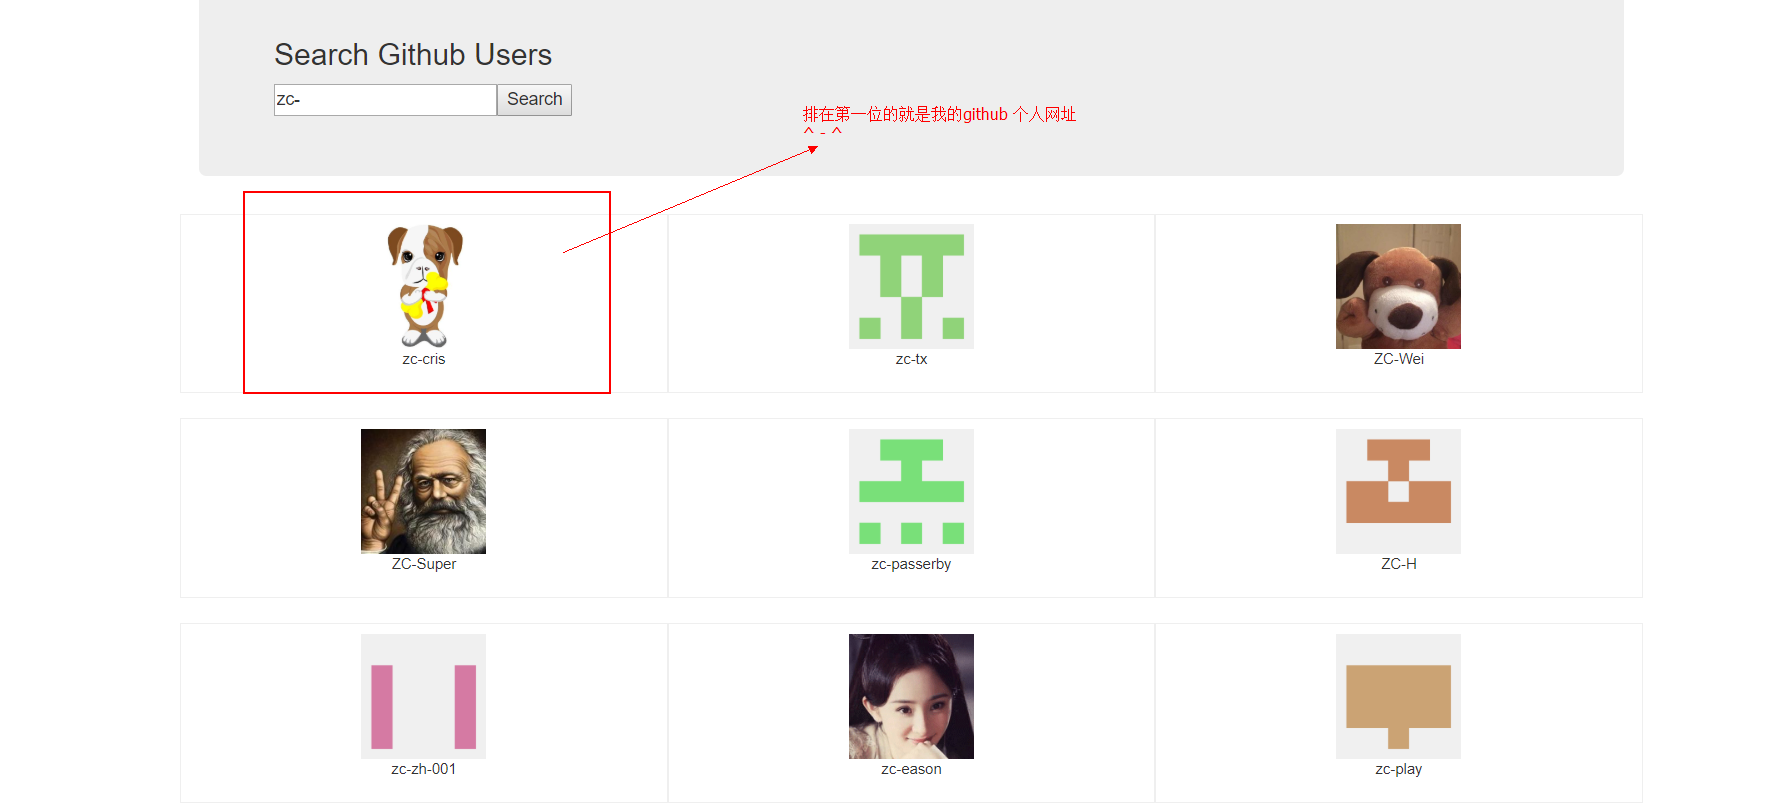 Search Github Users
zc-
Search
排在第一位的就是我的github 个人网址
^ - ^
zc-cris
zc-tx
ZC-Wei
ZC-Super
zc-passerby
ZC-H
zc-zh-001
zc-eason
zc-play